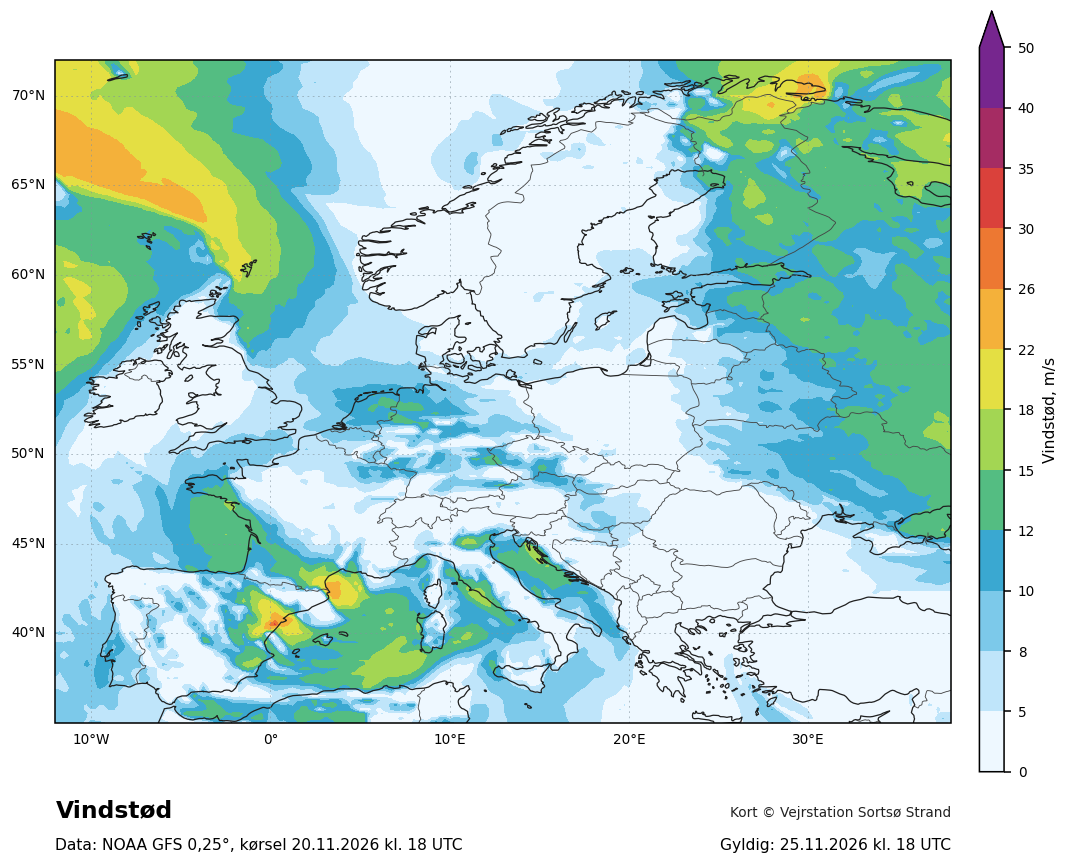 50
40
35
30
26
22
18
15
12
10
8
5
0
Vindstød, m/s
70°N
65°N
60°N
55°N
50°N
45°N
40°N
10°W
0°
10°E
20°E
30°E
Vindstød
Kort © Vejrstation Sortsø Strand
Data: NOAA GFS 0,25°, kørsel 20.11.2026 kl. 18 UTC
Gyldig: 25.11.2026 kl. 18 UTC